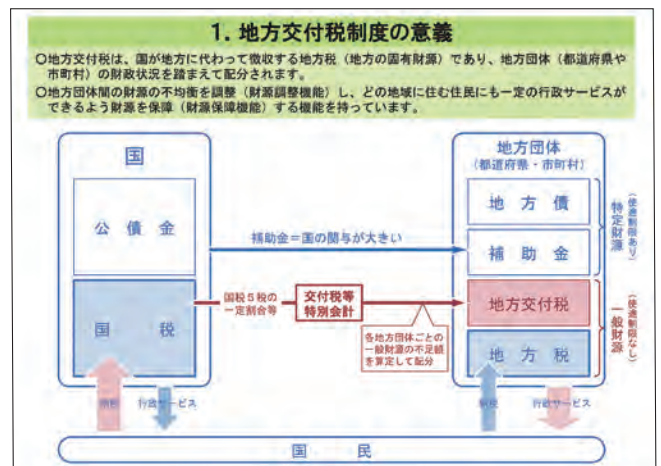 1. 地方交付税制度の意義
○地方交付税は、国が地方に代わって徴収する地方税(地方の固有財源)であり、地方団体(都道府県や
市町村)の財政状況を踏まえて配分されます。
○地方団体間の財源の不均衡を調整(財源調整機能)し、どの地域に住む住民にも一定の行政サービスが
できるよう財源を保障(財源保障機能)する機能を持っています。
国
地方団体
(都道府県・市町村)
公債金
地方債
補助金=国の関与が大きい
補助金
特定財源
(使途制限あり)
国税
国税5税の
一定割合等
交付税等
特別会計
地方交付税
各地方団体ごとの
一般財源の不足額
を算定して配分
地方税
一般財源
(使途制限なし)
納税
行政サービス
納税
行政サービス
国民